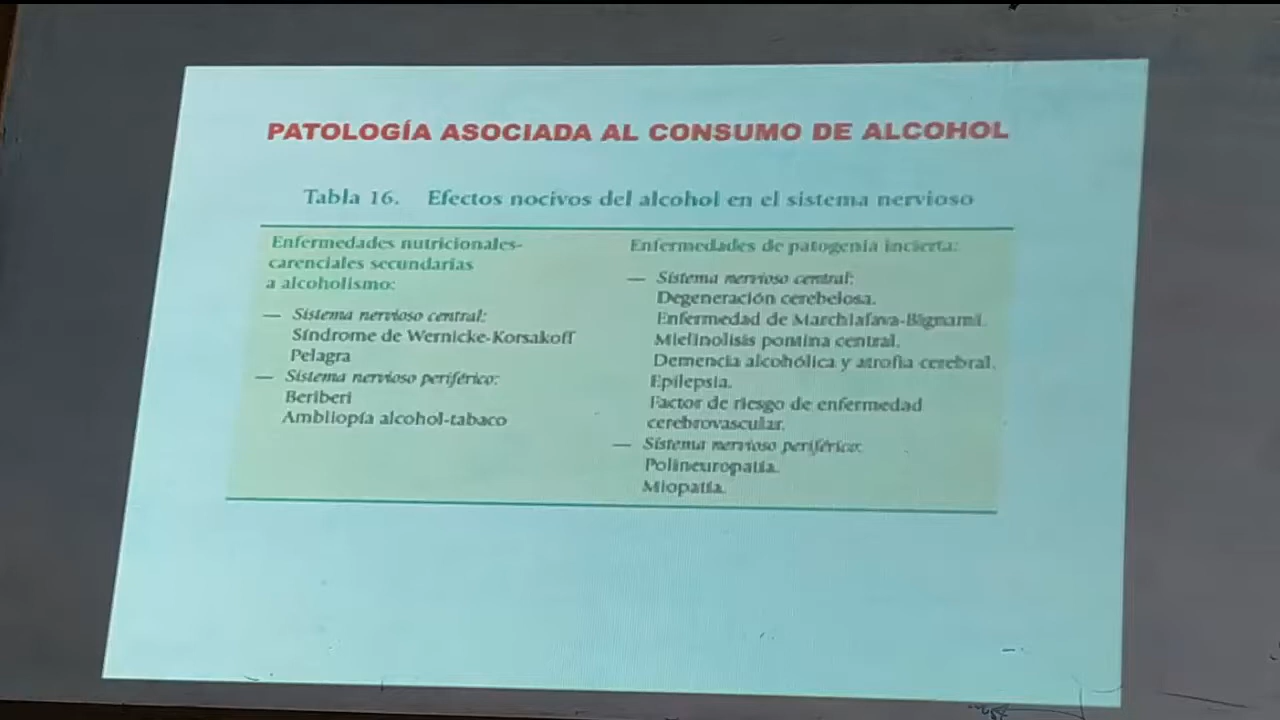 PATOLOGÍA ASOCIADA AL CONSUMO DE ALCOHOL
Tabla 16. Efectos nocivos del alcohol en el sistema nervioso
Enfermedades nutricionales-
carenciales secundarias
a alcoholismo:
— Sistema nervioso central:
Síndrome de Wernicke-Korsakoff
Pelagra
— Sistema nervioso periférico:
Beriberi
Ambliopía alcohol-tabaco
Enfermedades de patogenia incierta:
— Sistema nervioso central:
Degeneración cerebelosa.
Enfermedad de Marchiafava-Bignami.
Mielinolisis pontina central.
Demencia alcohólica y atrofia cerebral.
Epilepsia.
Factor de riesgo de enfermedad
cerebrovascular.
— Sistema nervioso periférico:
Polineuropatía.
Miopatía.